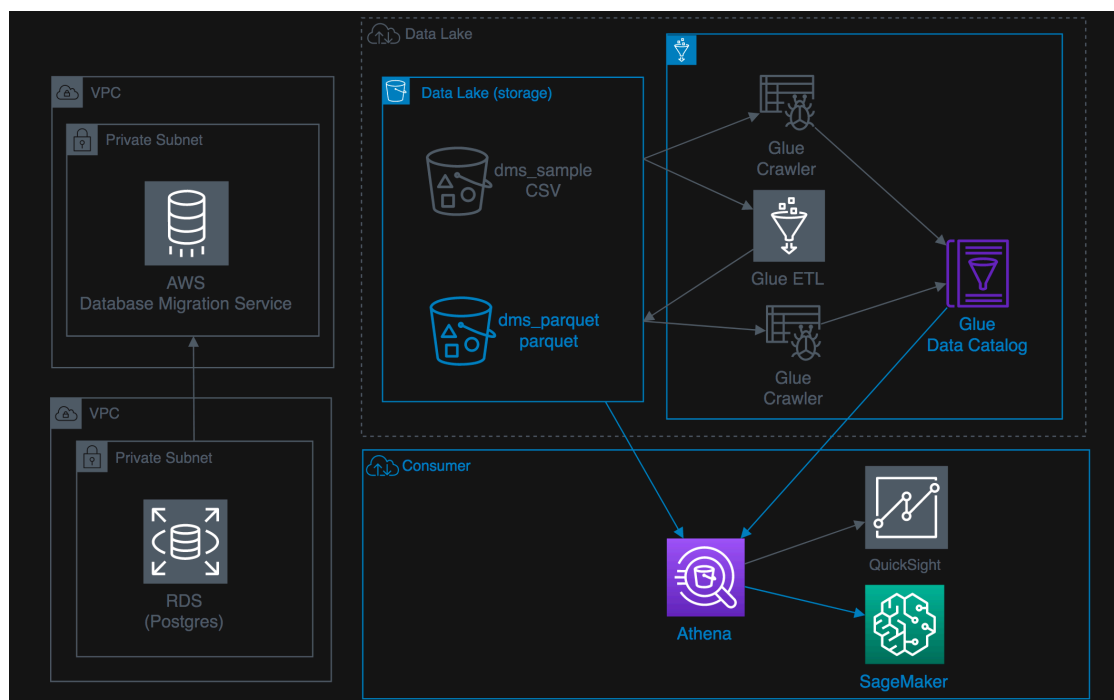 Data Lake
VPC
Private Subnet
AWS
Database Migration Service
VPC
Private Subnet
RDS
(Postgres)
Data Lake (storage)
dms_sample
CSV
dms_parquet
parquet
Glue
Crawler
Glue ETL
Glue
Crawler
Glue
Data Catalog
Consumer
Athena
QuickSight
SageMaker